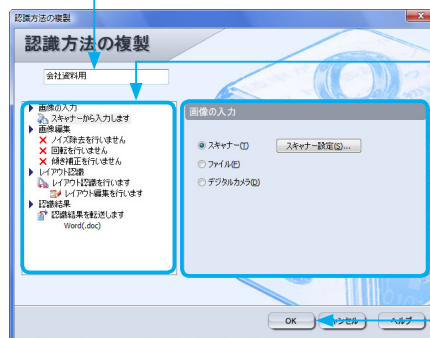 認識方法の複製
認識方法の複製
会社資料用
画像の入力
スキャナーから入力します
画像編集
ノイズ除去を行いません
回転を行いません
傾き補正を行いません
レイアウト認識
レイアウト認識を行います
レイアウト編集を行います
認識結果
認識結果を転送します
Word(.doc)
画像の入力
スキャナー(T)
スキャナー設定(S)...
ファイル(F)
デジタルカメラ(D)
OK
キャンセル
ヘルプ